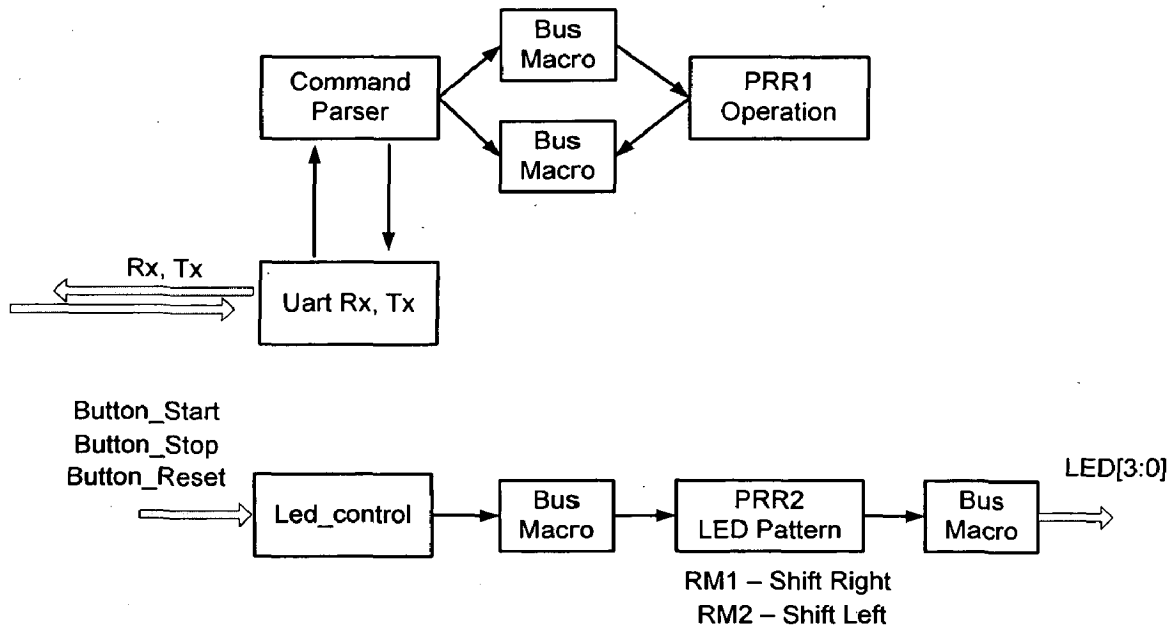 Bus
Macro
Command
Parser
PRR1
Operation
Bus
Macro
Rx, Tx
Uart Rx, Tx
Button_Start
Button_Stop
Button_Reset
Led_control
Bus
Macro
PRR2
LED Pattern
Bus
Macro
LED[3:0]
RM1 – Shift Right
RM2 – Shift Left